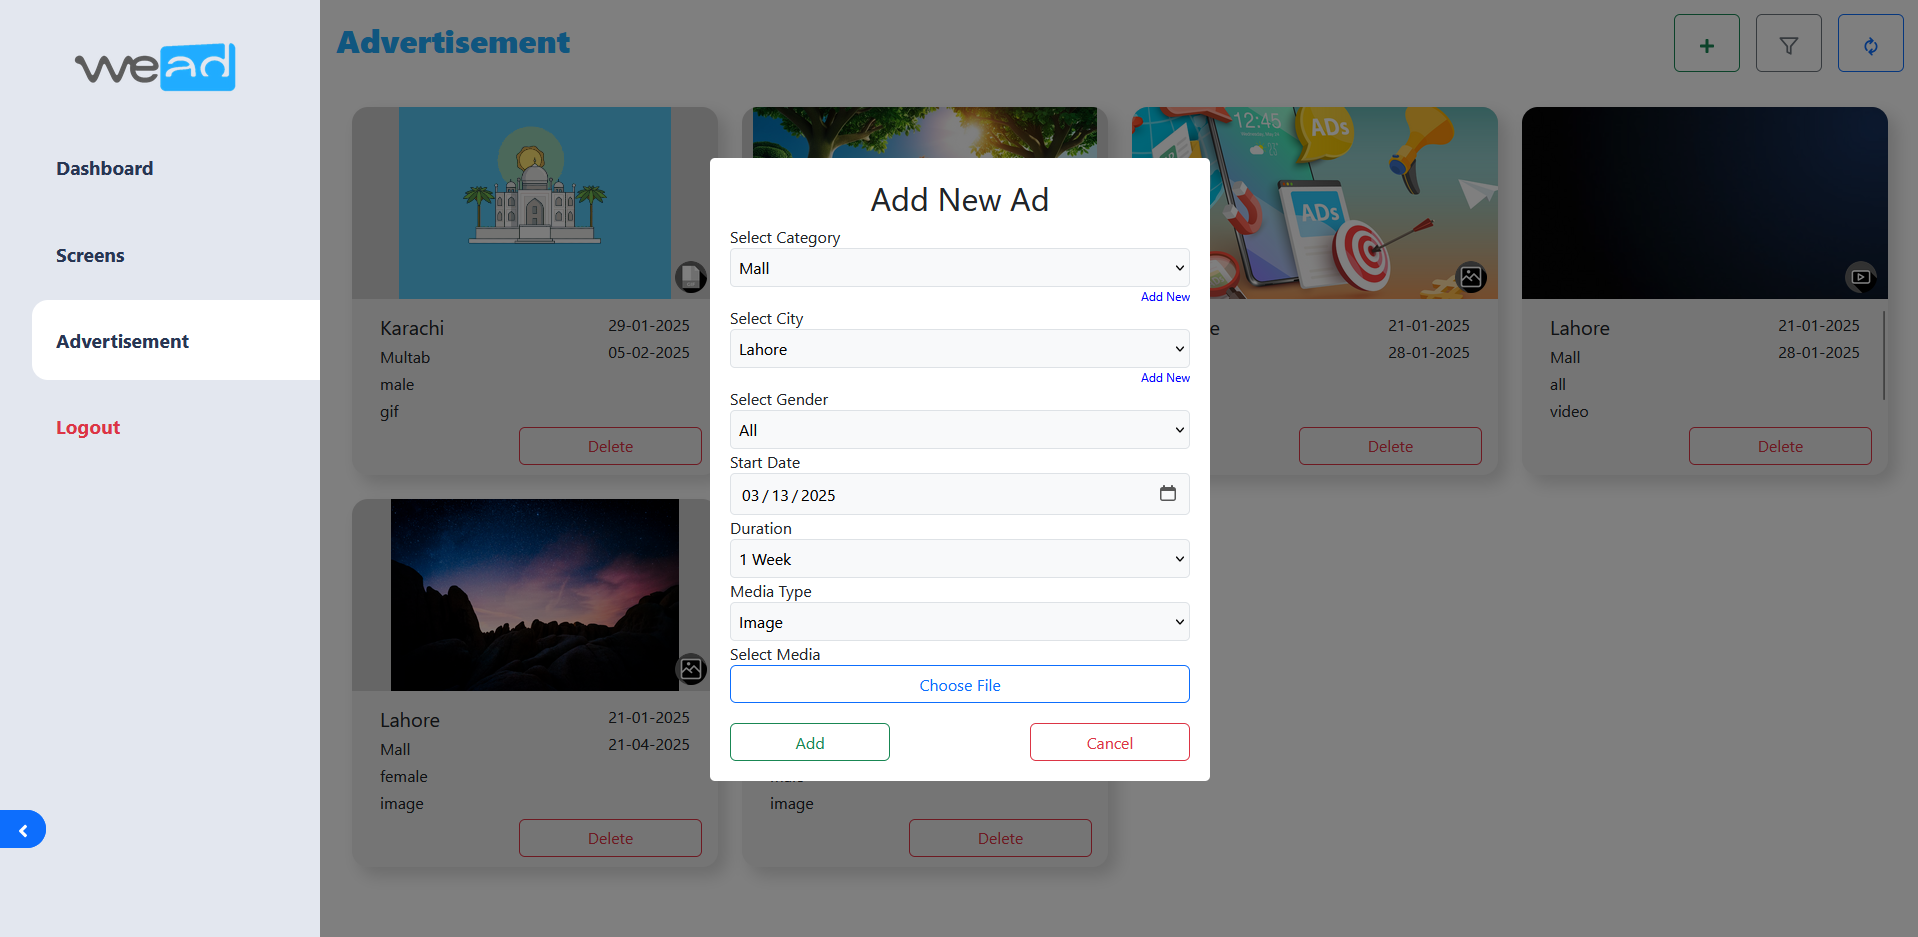 wead
Dashboard
Screens
Advertisement
Logout
Advertisement
12:45
ADs
ADs
Karachi
29-01-2025
Multab
05-02-2025
male
gif
Delete
e
21-01-2025
28-01-2025
Delete
Lahore
21-01-2025
Mall
28-01-2025
all
video
Delete
Lahore
21-01-2025
Mall
21-04-2025
female
image
Delete
image
Delete
Add New Ad
Select Category
Mall
Add New
Select City
Lahore
Add New
Select Gender
All
Start Date
03/13/2025
Duration
1 Week
Media Type
Image
Select Media
Choose File
Add
Cancel